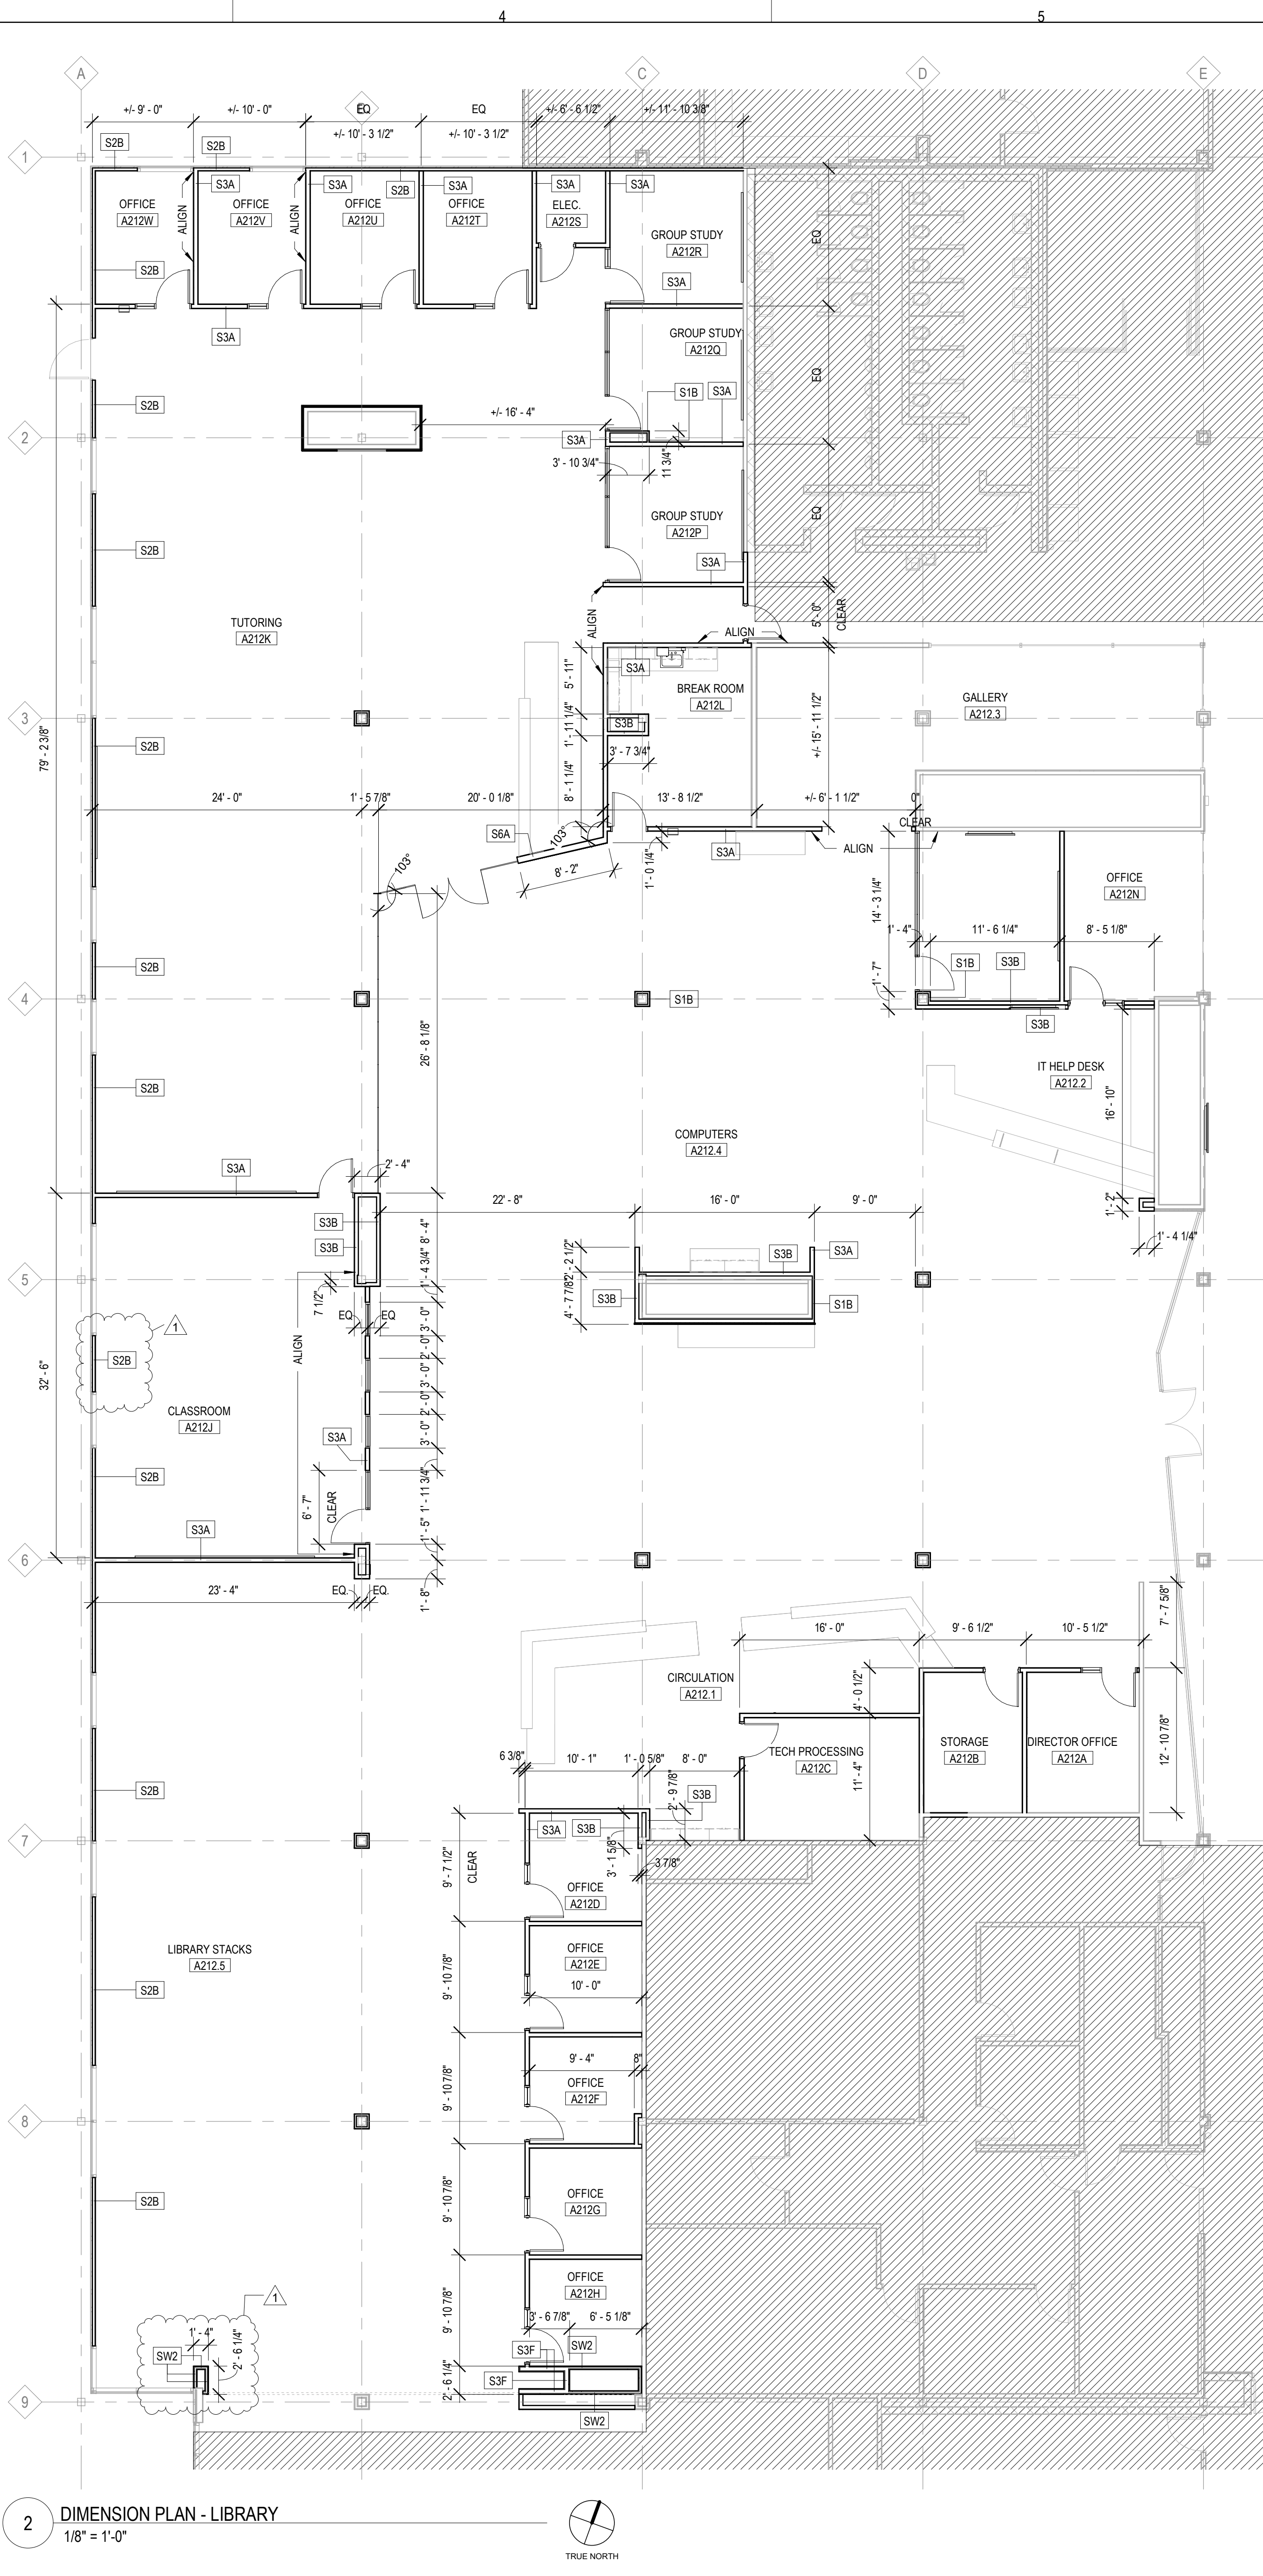 4
5
A
B
C
D
E
+/- 9' - 0"
+/- 10' - 0"
EQ
+/- 10' - 3 1/2"
EQ
+/- 10' - 3 1/2"
+/- 6' - 6 1/2"
+/- 11' - 10 3/8"
1
S2B
S2B
S3A
S3A
S2B
S3A
S3A
S3A
OFFICE
A212W
ALIGN
OFFICE
A212V
ALIGN
OFFICE
A212U
OFFICE
A212T
ELEC.
A212S
GROUP STUDY
A212R
EQ
S2B
S3A
S3A
GROUP STUDY
A212Q
EQ
S2B
S1B
S3A
+/- 16' - 4"
2
S3A
11 3/4"
3' - 10 3/4"
GROUP STUDY
A212P
EQ
S2B
S3A
TUTORING
A212K
ALIGN
ALIGN
5' - 0"
CLEAR
S3A
5' - 11"
BREAK ROOM
A212L
GALLERY
A212.3
3
S3B
1' - 11 1/4"
3' - 7 3/4"
+/- 15' - 11 1/2"
79' - 2 3/8"
S2B
8' - 1 1/4"
24' - 0"
1' - 5 7/8"
20' - 0 1/8"
13' - 8 1/2"
+/- 6' - 1 1/2"
0"
CLEAR
S6A
103°
S3A
ALIGN
103°
8' - 2"
1' - 0 1/4"
OFFICE
A212N
14' - 3 1/4"
1' - 4"
11' - 6 1/4"
8' - 5 1/8"
S2B
1' - 7"
S1B
S3B
4
S1B
S3B
26' - 8 1/8"
S2B
IT HELP DESK
A212.2
16' - 10"
COMPUTERS
A212.4
S3A
2' - 4"
22' - 8"
16' - 0"
9' - 0"
1' - 2"
1' - 4 1/4"
S3B
S3B
8' - 4"
1' - 4 3/4"
2' - 2 1/2"
S3B
S3A
5
7 1/2"
4' - 7 7/8"
S3B
S1B
EQ
EQ
3' - 0"
ALIGN
1
S2B
2' - 0"
3' - 0"
32' - 6"
2' - 0"
CLASSROOM
A212J
3' - 0"
S3A
S2B
6' - 7"
CLEAR
1' - 11 3/4"
S3A
1' - 5"
6
23' - 4"
EQ.
EQ.
1' - 8"
7' - 7 5/8"
16' - 0"
9' - 6 1/2"
10' - 5 1/2"
CIRCULATION
A212.1
4' - 0 1/2"
6 3/8"
10' - 1"
1' - 0 5/8"
8' - 0"
TECH PROCESSING
A212C
11' - 4"
STORAGE
A212B
DIRECTOR OFFICE
A212A
12' - 10 7/8"
S2B
2' - 9 7/8"
S3B
S3A
S3B
7
3' - 1 5/8"
3 7/8"
9' - 7 1/2"
CLEAR
OFFICE
A212D
LIBRARY STACKS
A212.5
OFFICE
A212E
9' - 10 7/8"
10' - 0"
S2B
9' - 4"
8"
OFFICE
A212F
9' - 10 7/8"
8
OFFICE
A212G
9' - 10 7/8"
S2B
OFFICE
A212H
9' - 10 7/8"
3' - 6 7/8"
6' - 5 1/8"
1
1' - 4"
2' - 6 1/4"
SW2
S3F
SW2
S3F
2' - 6 1/4"
9
SW2
2
DIMENSION PLAN - LIBRARY
1/8" = 1'-0"
TRUE NORTH